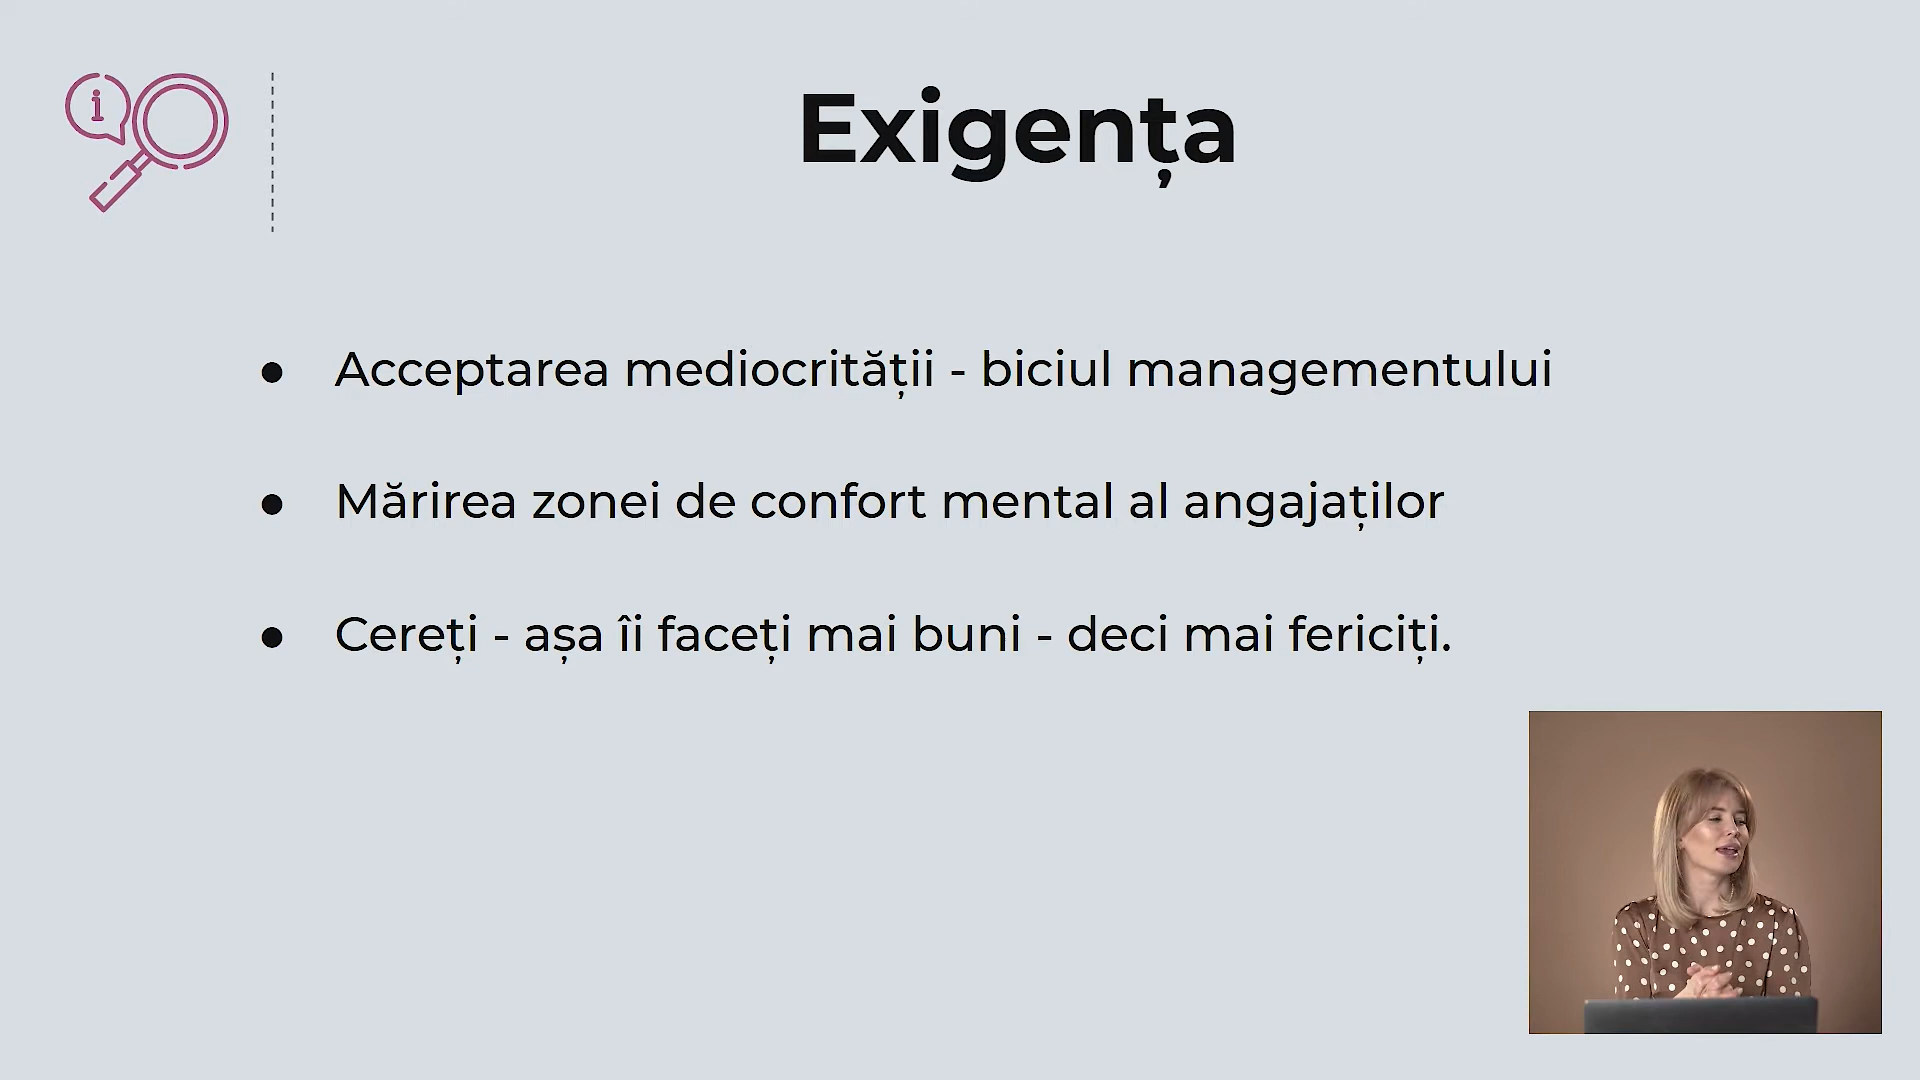 Exigența
● Acceptarea mediocrității - biciul managementului
● Mărirea zonei de confort mental al angajaților
● Cereți - așa îi faceți mai buni - deci mai fericiți.